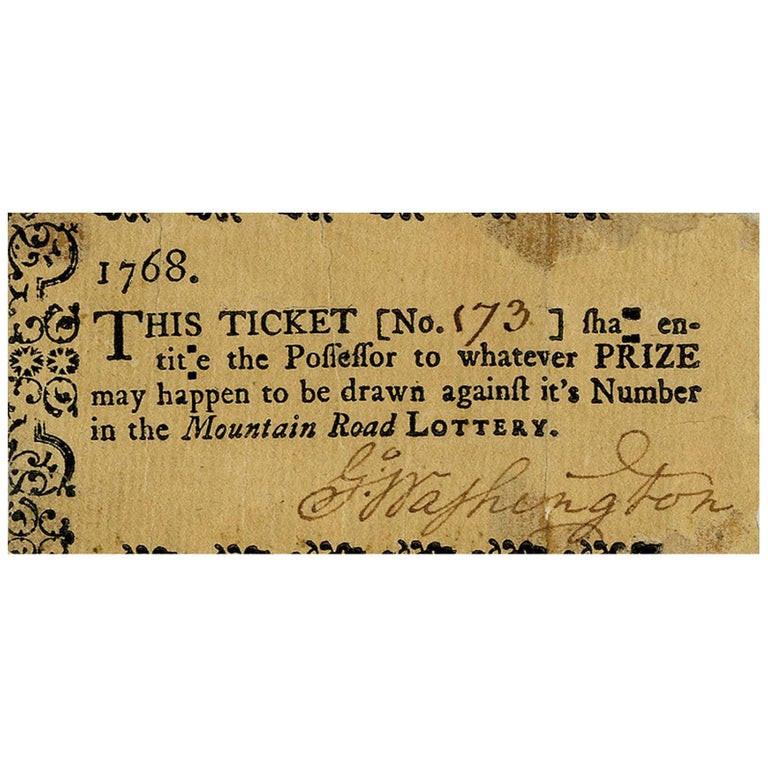 1768.
THIS TICKET [No. 173 ] en-
the Poſſeſſor to whatever PRIZE
may happen to be drawn againſt it's Number
in the Mountain Road LOTTERY.
Go. Washington